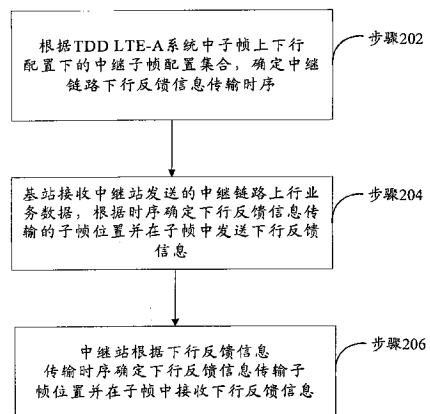 根据TDD LTE-A系统中子帧上下行
配置下的中继子帧配置集合，确定中继
链路下行反馈信息传输时序
步骤202
基站接收中继站发送的中继链路上行业
务数据，根据时序确定下行反馈信息传
输的子帧位置并在子帧中发送下行反馈
信息
步骤204
中继站根据下行反馈信息
传输时序确定下行反馈信息传输子
帧位置并在子帧中接收下行反馈信息
步骤206